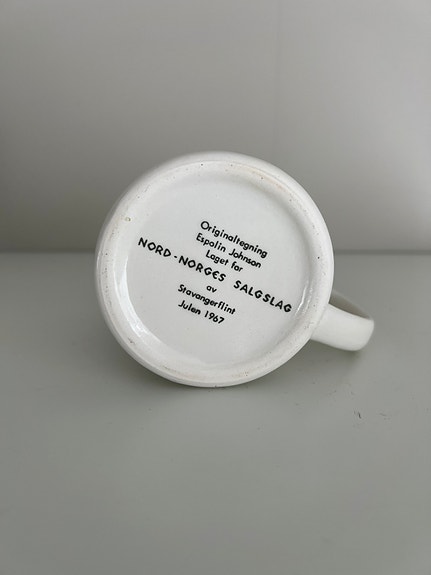 Originaltegning
Espolin Johnson
Laget for
NORD-NORGES SALGSLAG
av
Stavangerflint
Julen 1967